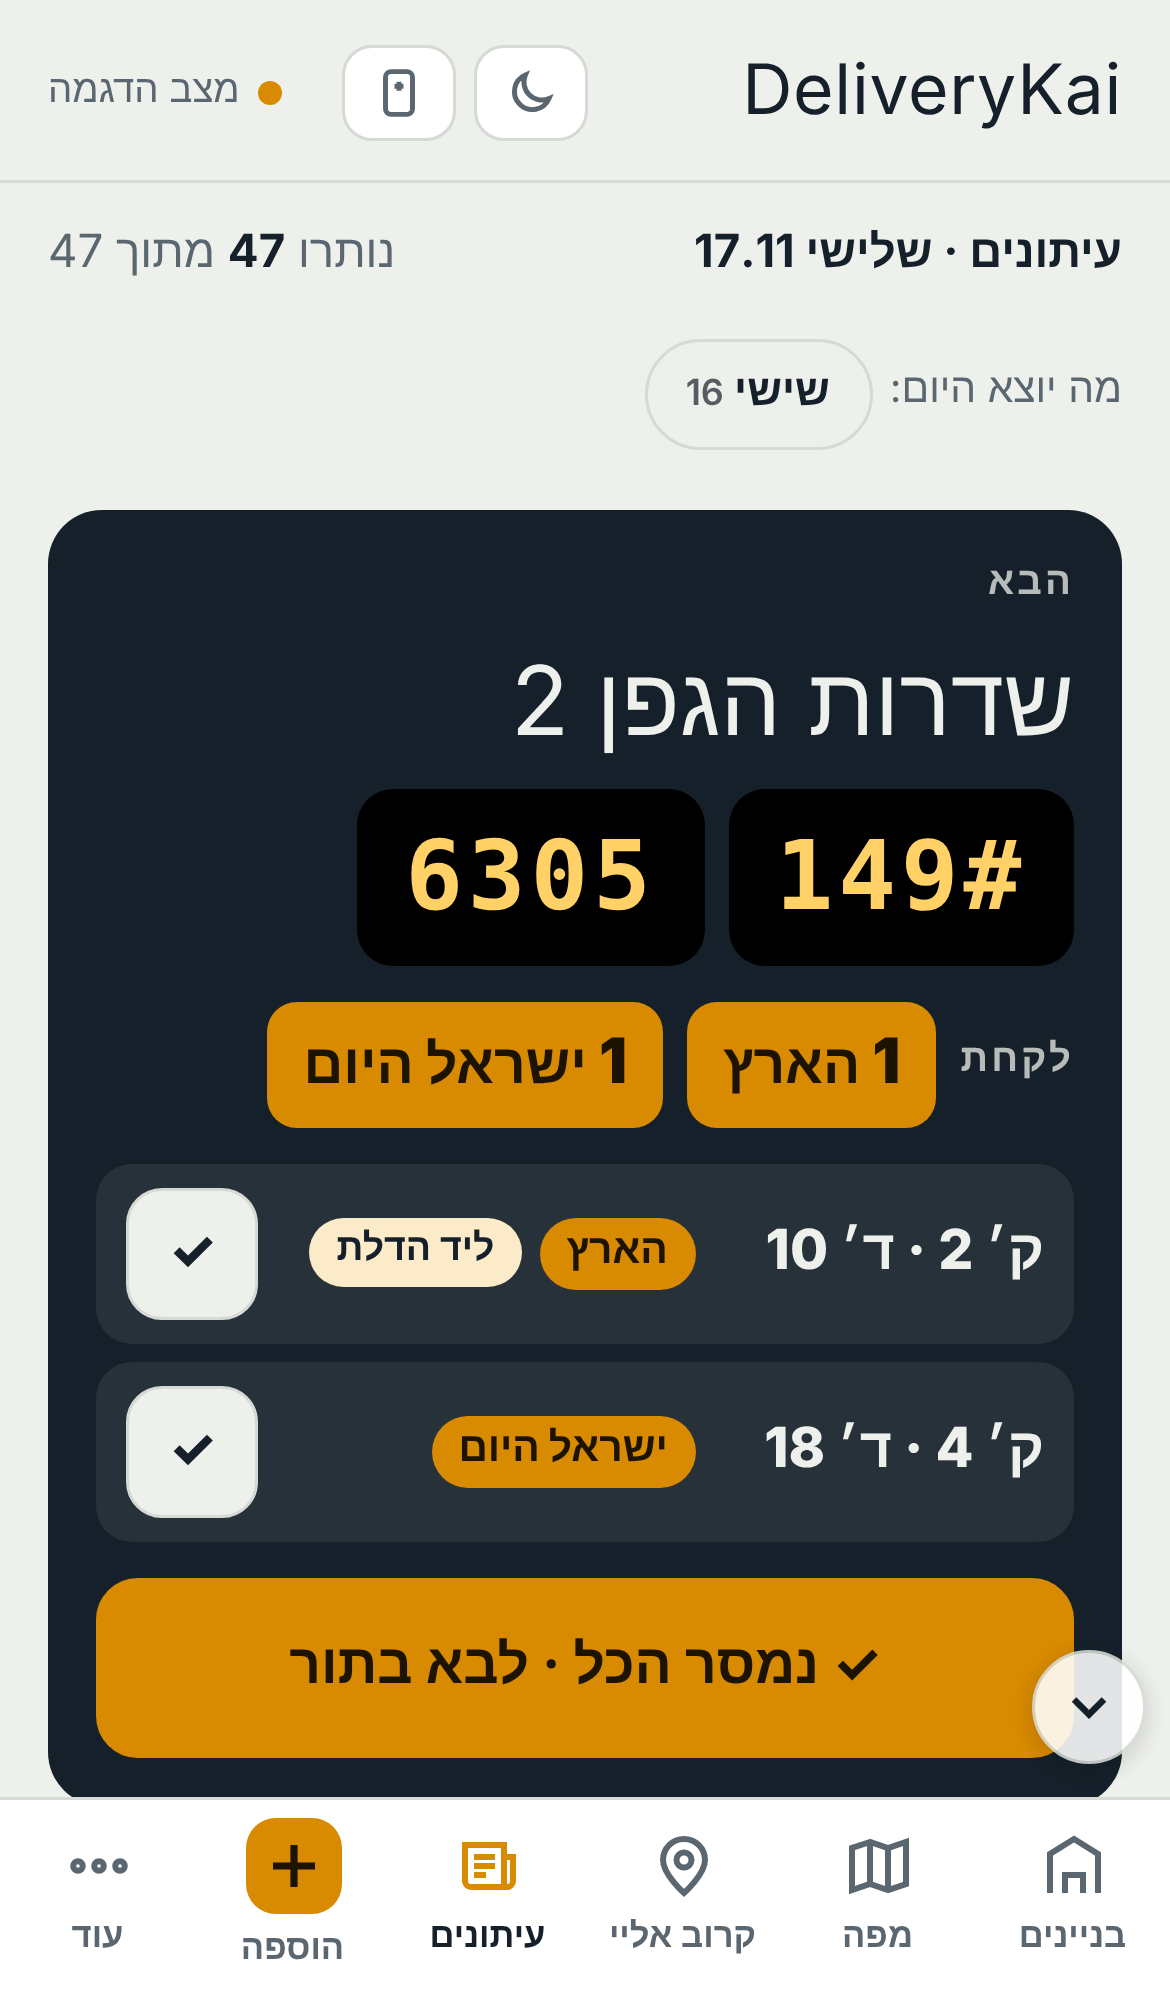 DeliveryKai
מצב הדגמה
עיתונים · שלישי 17.11
נותרו 47 מתוך 47
מה יוצא היום:
שישי 16
הבא
שדרות הגפן 2
149#
6305
לקחת
1 הארץ
1 ישראל היום
ק׳ 2 · ד׳ 10
הארץ
ליד הדלת
ק׳ 4 · ד׳ 18
ישראל היום
נמסר הכל · לבא בתור
בניינים
מפה
קרוב אליי
עיתונים
הוספה
עוד